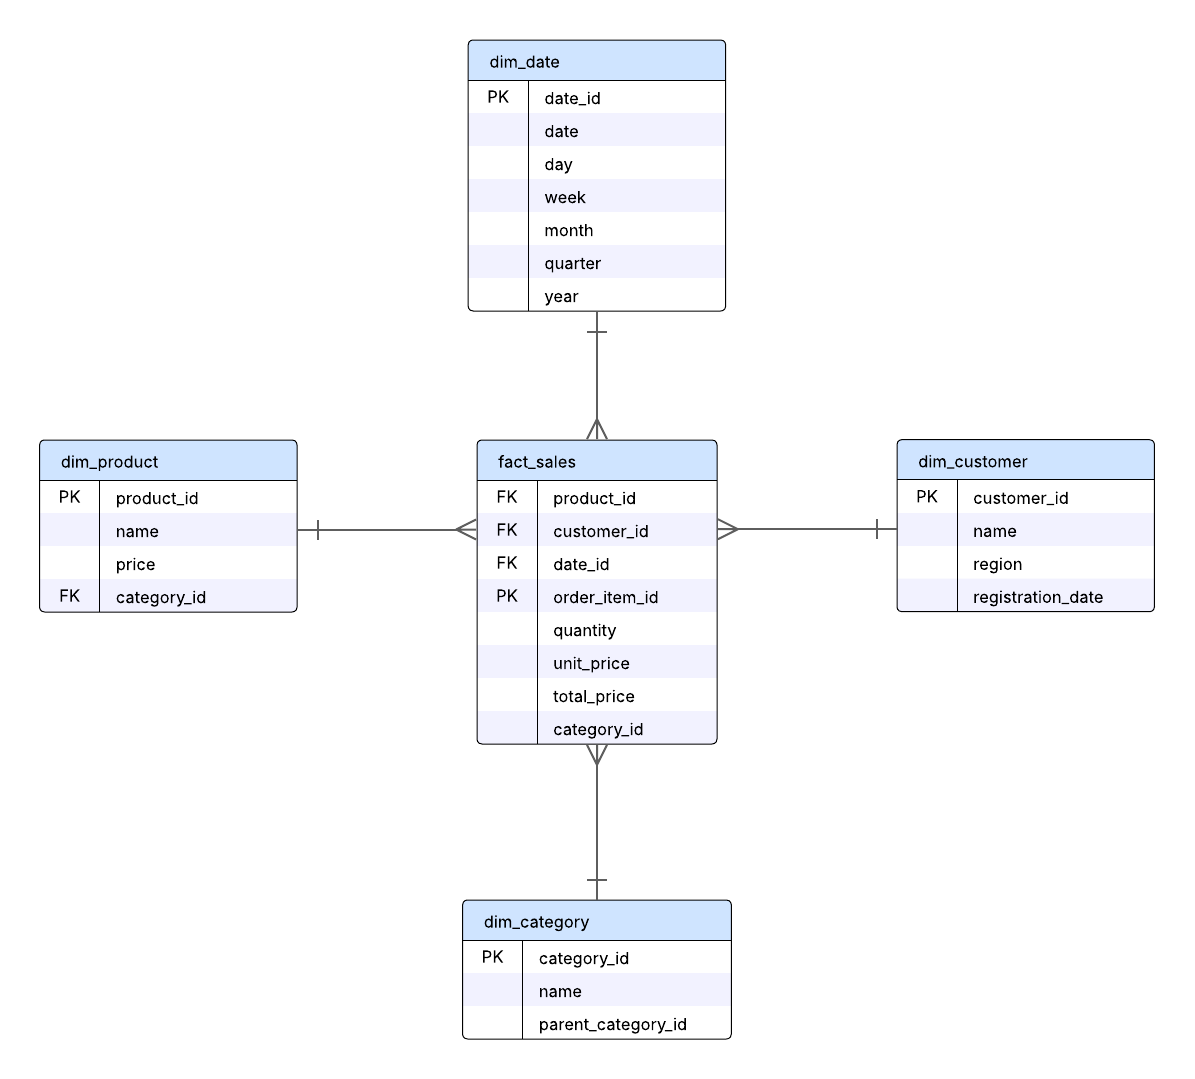 dim_date
PK date_id
date
day
week
month
quarter
year
dim_product
PK product_id
name
price
FK category_id
fact_sales
FK product_id
FK customer_id
FK date_id
PK order_item_id
quantity
unit_price
total_price
category_id
dim_customer
PK customer_id
name
region
registration_date
dim_category
PK category_id
name
parent_category_id